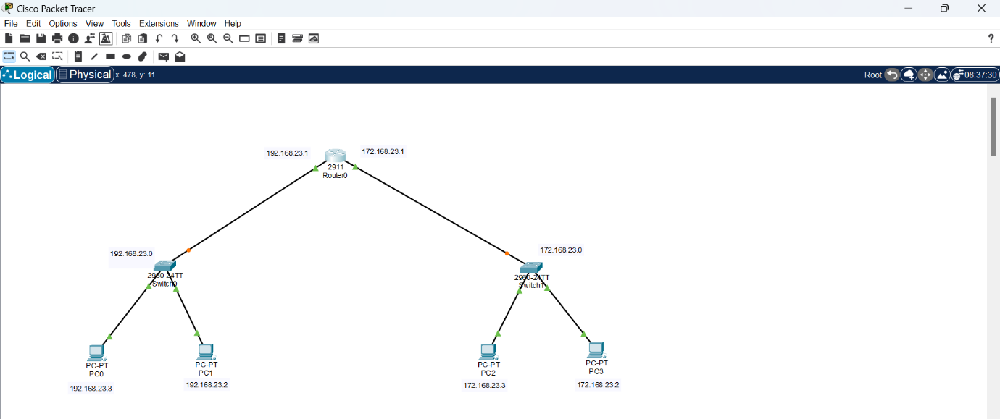 Cisco Packet Tracer
File Edit Options View Tools Extensions Window Help
?
Logical Physical x: 478, y: 11 Root 08:37:30
192.168.23.1 172.168.23.1
2911
Router0
192.168.23.0 172.168.23.0
2960-24TT 2960-24TT
Switch0 Switch1
PC-PT PC-PT PC-PT PC-PT
PC0 PC1 PC2 PC3
192.168.23.3 192.168.23.2 172.168.23.3 172.168.23.2